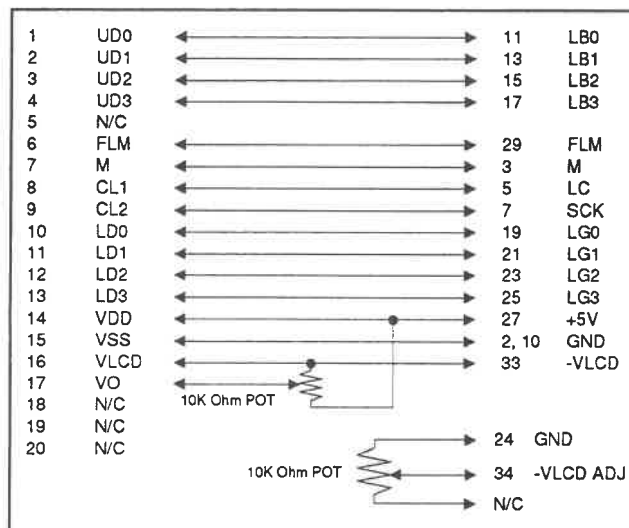 1 UD0 11 LB0
2 UD1 13 LB1
3 UD2 15 LB2
4 UD3 17 LB3
5 N/C
6 FLM 29 FLM
7 M 3 M
8 CL1 5 LC
9 CL2 7 SCK
10 LD0 19 LG0
11 LD1 21 LG1
12 LD2 23 LG2
13 LD3 25 LG3
14 VDD 27 +5V
15 VSS 2, 10 GND
16 VLCD 33 -VLCD
17 VO 10K Ohm POT
18 N/C
19 N/C
20 N/C
24 GND
10K Ohm POT 34 -VLCD ADJ
N/C